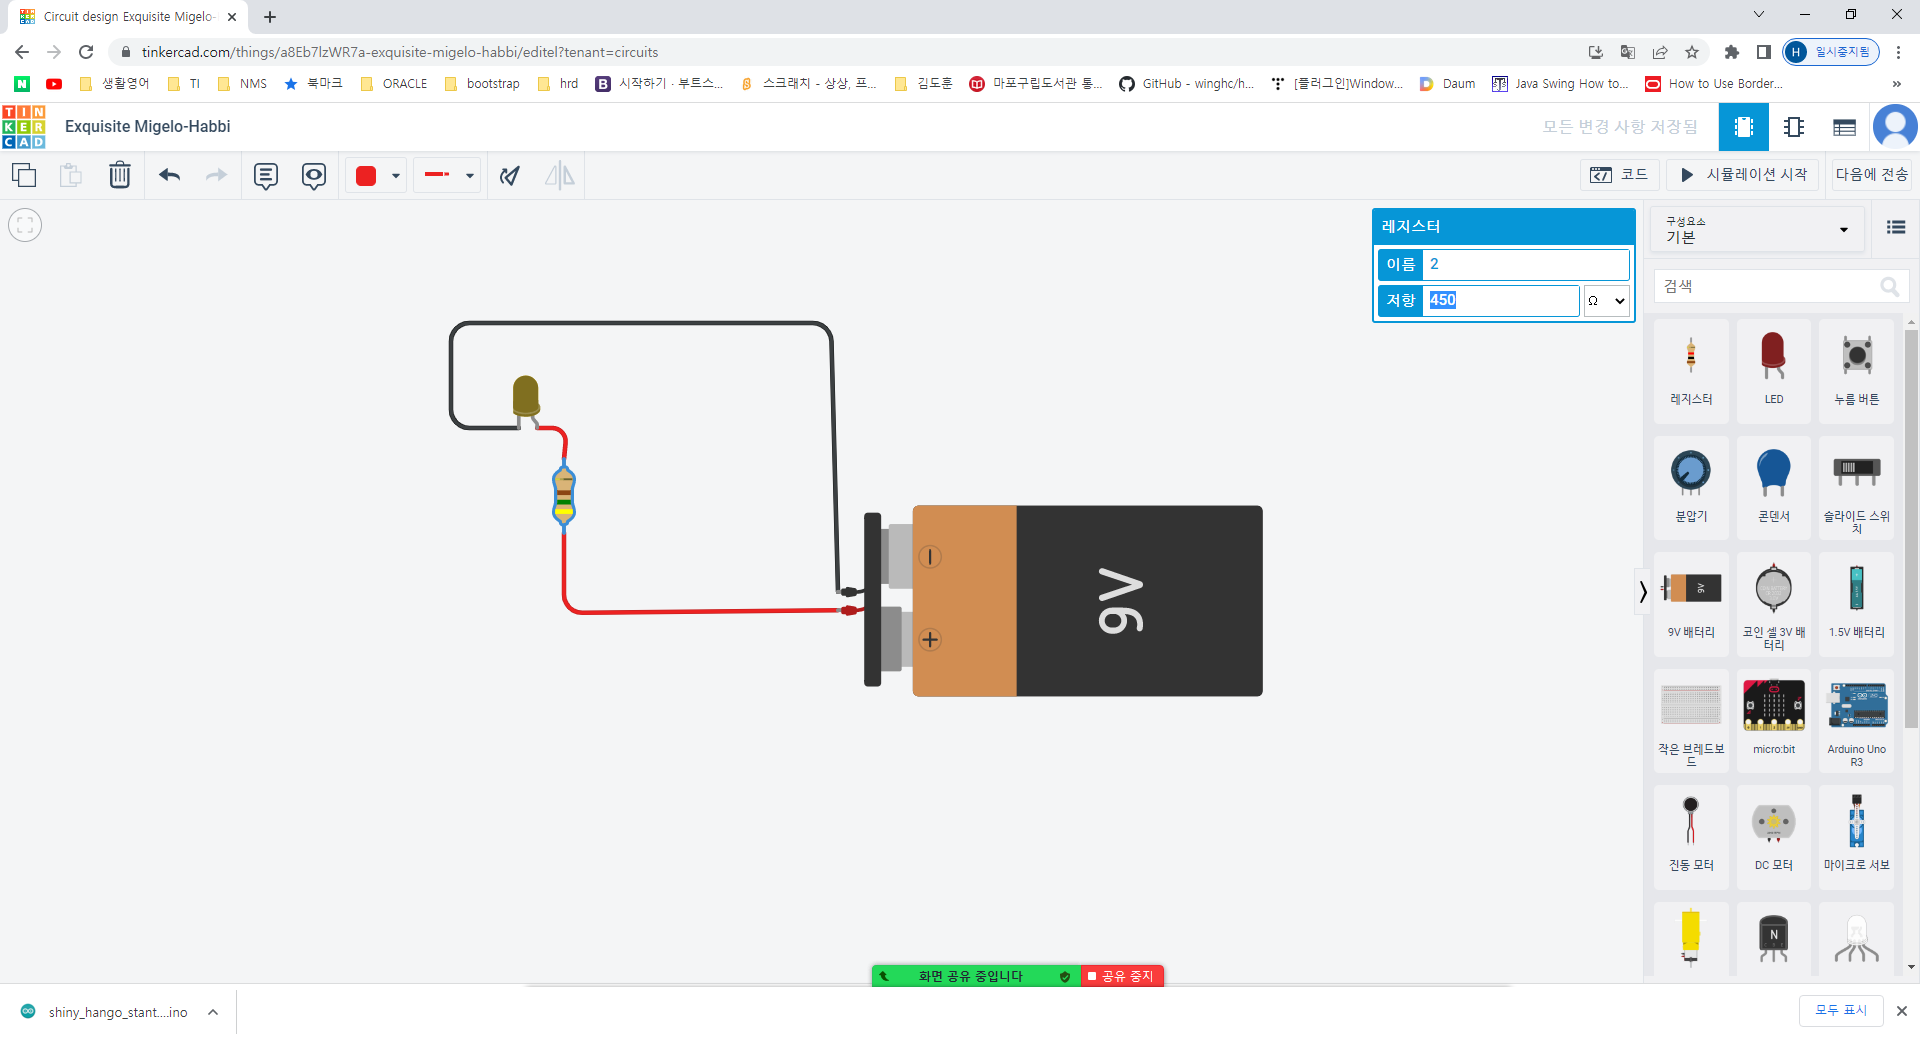 Circuit design Exquisite Migelo-
tinkercad.com/things/a8Eb7lzWR7a-exquisite-migelo-habbi/editel?tenant=circuits
H 일시중지됨
N 생활영어 TI NMS 북마크 ORACLE bootstrap hrd B 시작하기 · 부트스... 스크래치 - 상상, 프... 김도훈 마포구립도서관 통... GitHub - winghc/h... [플러그인]Window... Daum Java Swing How to... How to Use Border... »
TIN
KER
CAD
Exquisite Migelo-Habbi
모든 변경 사항 저장됨
코드
시뮬레이션 시작
다음에 전송
레지스터
이름 2
저항 450 Ω
9V
구성요소
기본
검색
레지스터 LED 누름 버튼
분압기 콘덴서 슬라이드 스위
치
9V
9V 배터리 코인 셀 3V 배
터리 1.5V 배터리
작은 브레드보
드 micro:bit Arduino Uno
R3
진동 모터 DC 모터 마이크로 서보
N
화면 공유 중입니다 공유 중지
shiny_hango_stant....ino
모두 표시